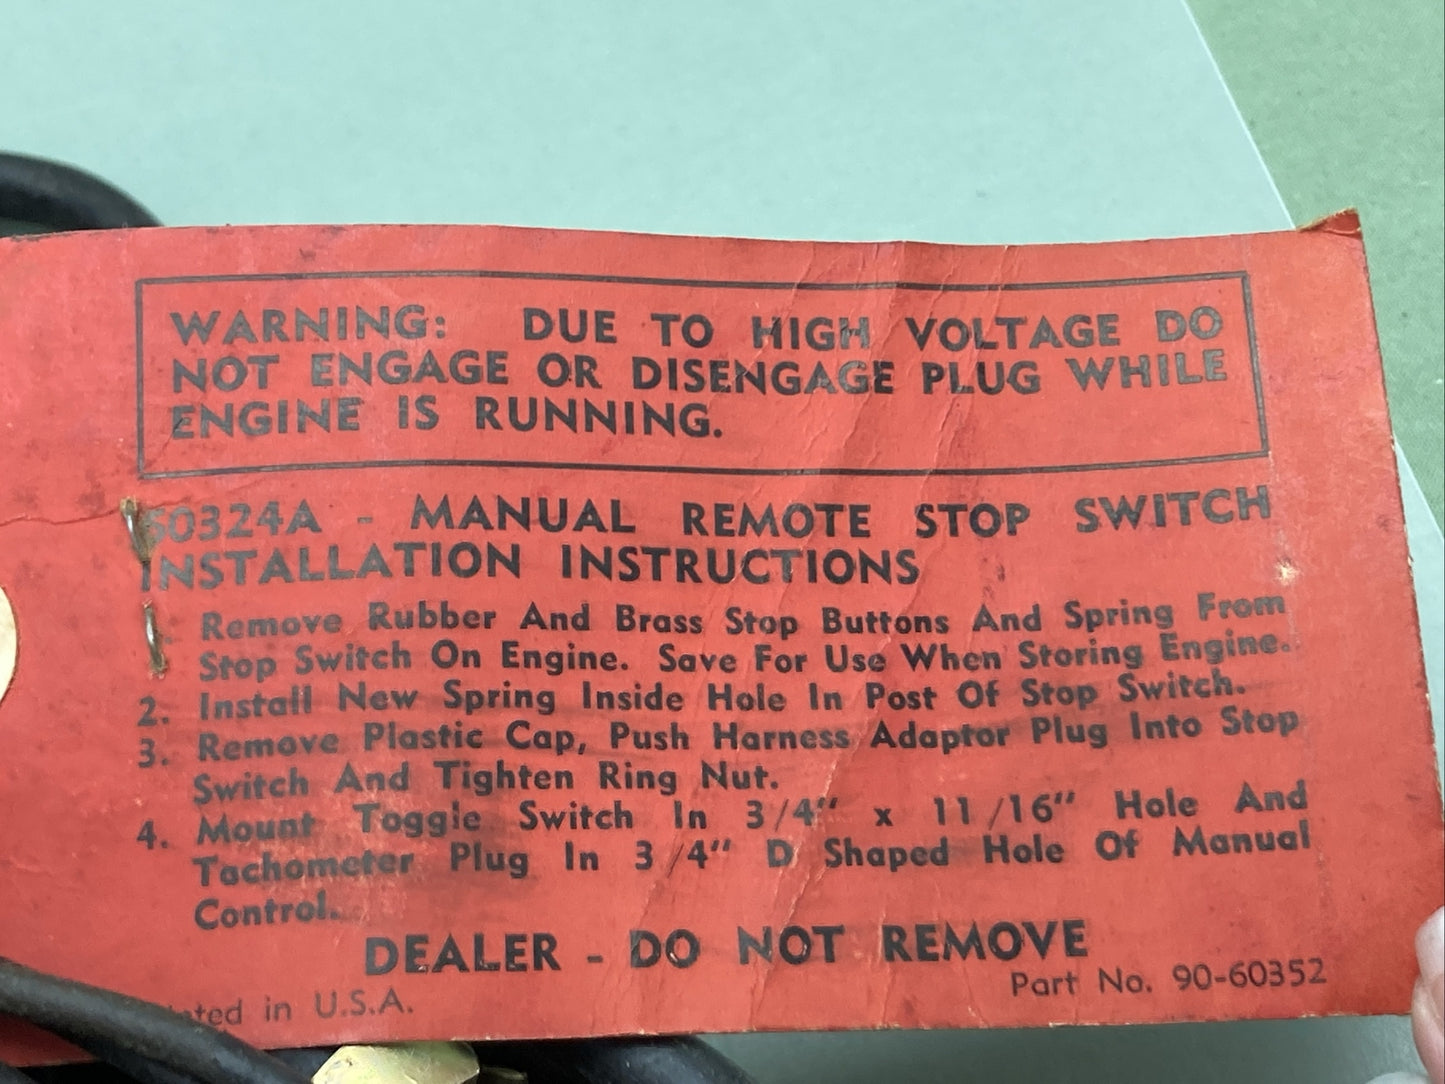 WARNING: DUE TO HIGH VOLTAGE DO
NOT ENGAGE OR DISENGAGE PLUG WHILE
ENGINE IS RUNNING.
50324A - MANUAL REMOTE STOP SWITCH
INSTALLATION INSTRUCTIONS
Remove Rubber And Brass Stop Buttons And Spring From
Stop Switch On Engine. Save For Use When Storing Engine.
2. Install New Spring Inside Hole In Post Of Stop Switch.
3. Remove Plastic Cap, Push Harness Adaptor Plug Into Stop
Switch And Tighten Ring Nut.
4. Mount Toggle Switch In 3/4" x 11/16" Hole And
Tachometer Plug In 3/4" D Shaped Hole Of Manual
Control.
DEALER - DO NOT REMOVE
Part No. 90-60352
in U.S.A.